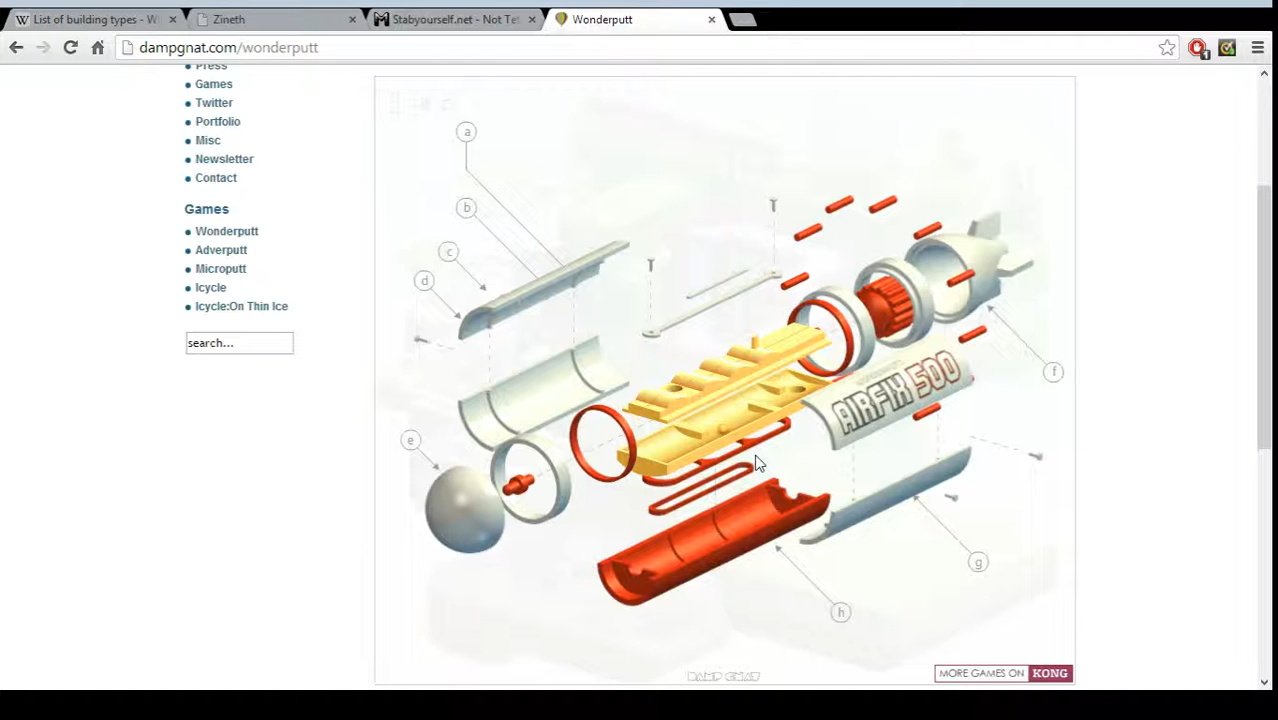 List of building types - W
Zineth
Stabyourself.net - Not Te
Wonderputt
dampgnat.com/wonderputt
1
Press
Games
Twitter
Portfolio
Misc
Newsletter
Contact
Games
Wonderputt
Adverputt
Microputt
Icycle
Icycle:On Thin Ice
search...
a
b
c
d
e
f
g
h
AIRFIX 500
DAMP GNAT
MORE GAMES ON KONG